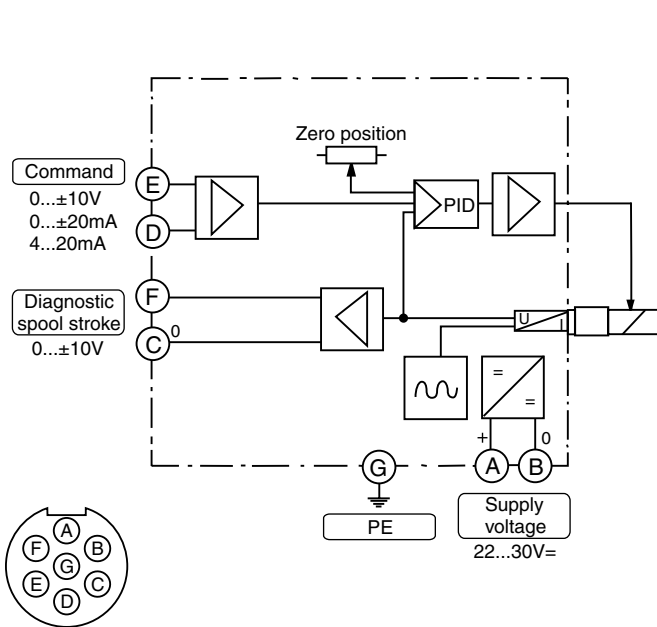 Zero position
Command
0...±10V
0...±20mA
4...20mA
E
D
PID
Diagnostic
spool stroke
0...±10V
F
C
0
U
L
=
=
+
0
G
A
B
PE
Supply
voltage
22...30V=
A
F
B
G
E
C
D